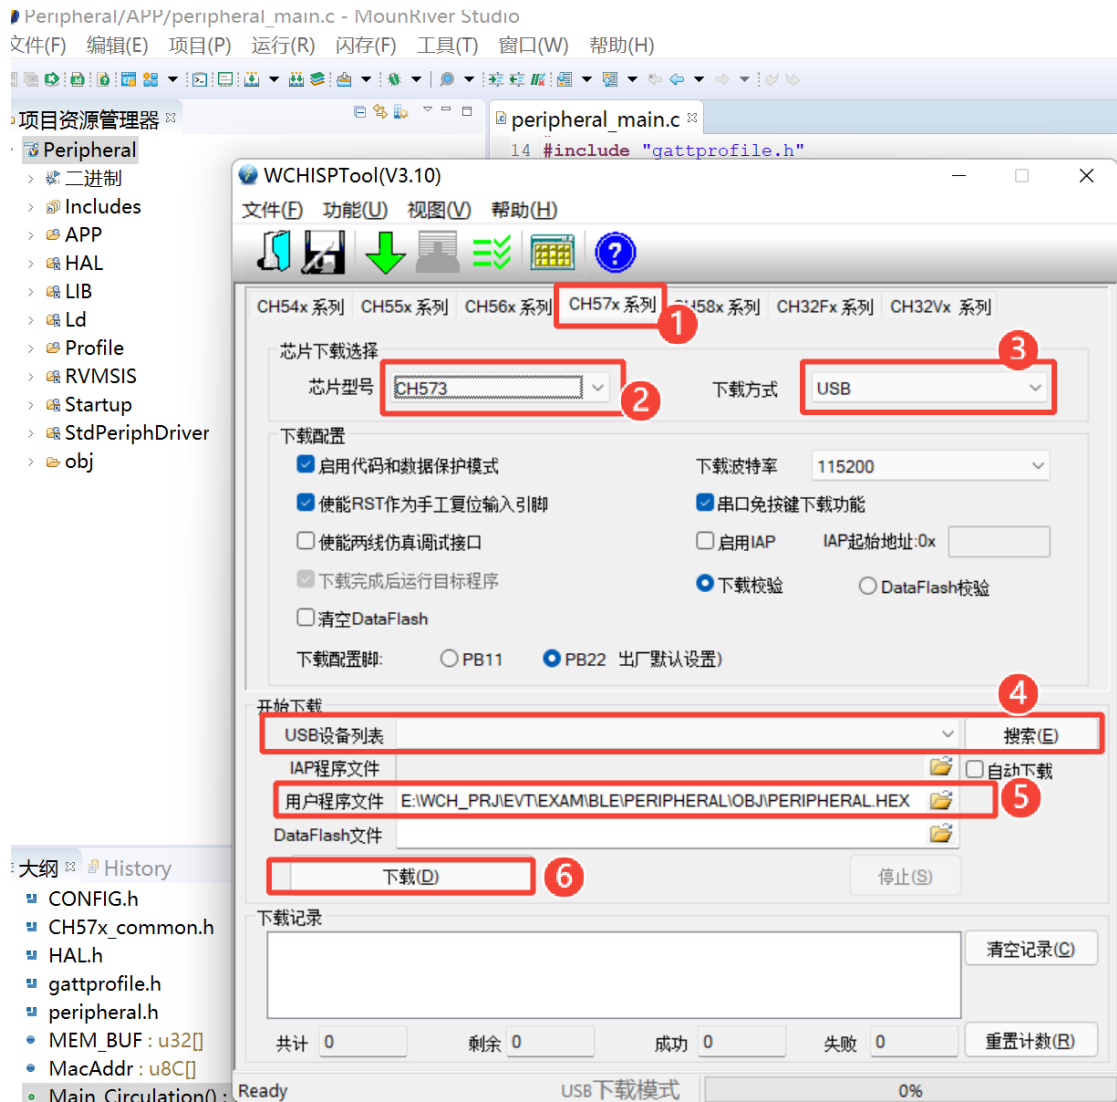 Peripheral/APP/peripheral_main.c - MounRiver Studio
文件(F) 编辑(E) 项目(P) 运行(R) 闪存(F) 工具(T) 窗口(W) 帮助(H)
项目资源管理器
peripheral_main.c
14 #include "gattprofile.h"
Peripheral
二进制
Includes
APP
HAL
LIB
Ld
Profile
RVMSIS
Startup
StdPeriphDriver
obj
WCHISPTool(V3.10)
文件(F) 功能(U) 视图(V) 帮助(H)
CH54x 系列 CH55x 系列 CH56x 系列 CH57x 系列 H58x 系列 CH32Fx 系列 CH32Vx 系列
1
芯片下载选择
3
芯片型号 CH573
2
下载方式 USB
下载配置
启用代码和数据保护模式 下载波特率 115200
使能RST作为手工复位输入引脚 串口免按键下载功能
使能两线仿真调试接口 启用IAP IAP起始地址:0x
下载完成后运行目标程序 下载校验 DataFlash校验
清空DataFlash
下载配置脚: PB11 PB22 出厂默认设置)
开始下载
4
USB设备列表 搜索(E)
IAP程序文件 自动下载
用户程序文件 E:\WCH_PRJ\EVT\EXAM\BLE\PERIPHERAL\OBJ\PERIPHERAL.HEX
5
DataFlash文件
下载(D) 6 停止(S)
下载记录
清空记录(C)
共计 0 剩余 0 成功 0 失败 0 重置计数(R)
Ready USB下载模式 0%
大纲 History
CONFIG.h
CH57x_common.h
HAL.h
gattprofile.h
peripheral.h
MEM_BUF : u32[]
MacAddr : u8C[]
Main_Circulation() :